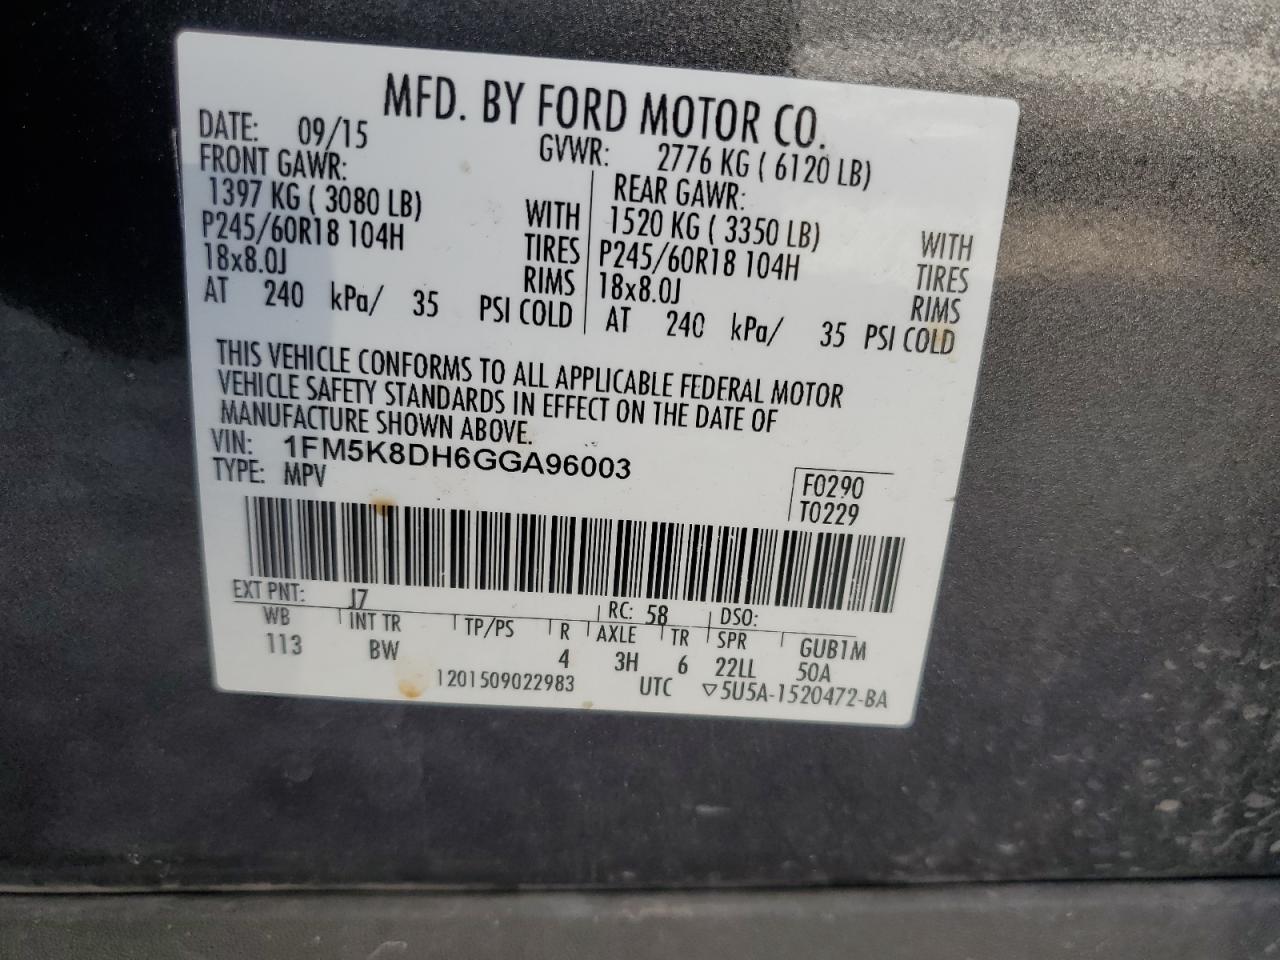 MFD. BY FORD MOTOR CO.
DATE: 09/15 GVWR: 2776 KG ( 6120 LB)
FRONT GAWR: REAR GAWR:
1397 KG ( 3080 LB) WITH 1520 KG ( 3350 LB) WITH
P245/60R18 104H TIRES P245/60R18 104H TIRES
18x8.0J RIMS 18x8.0J RIMS
AT 240 kPa/ 35 PSI COLD AT 240 kPa/ 35 PSI COLD
THIS VEHICLE CONFORMS TO ALL APPLICABLE FEDERAL MOTOR
VEHICLE SAFETY STANDARDS IN EFFECT ON THE DATE OF
MANUFACTURE SHOWN ABOVE.
VIN: 1FM5K8DH6GGA96003
TYPE: MPV
F0290
T0229
EXT PNT: J7 RC: 58 DSO:
WB INT TR TP/PS R AXLE TR SPR GUB1M
113 BW 4 3H 6 22LL 50A
1201509022983 UTC ▽5U5A-1520472-BA